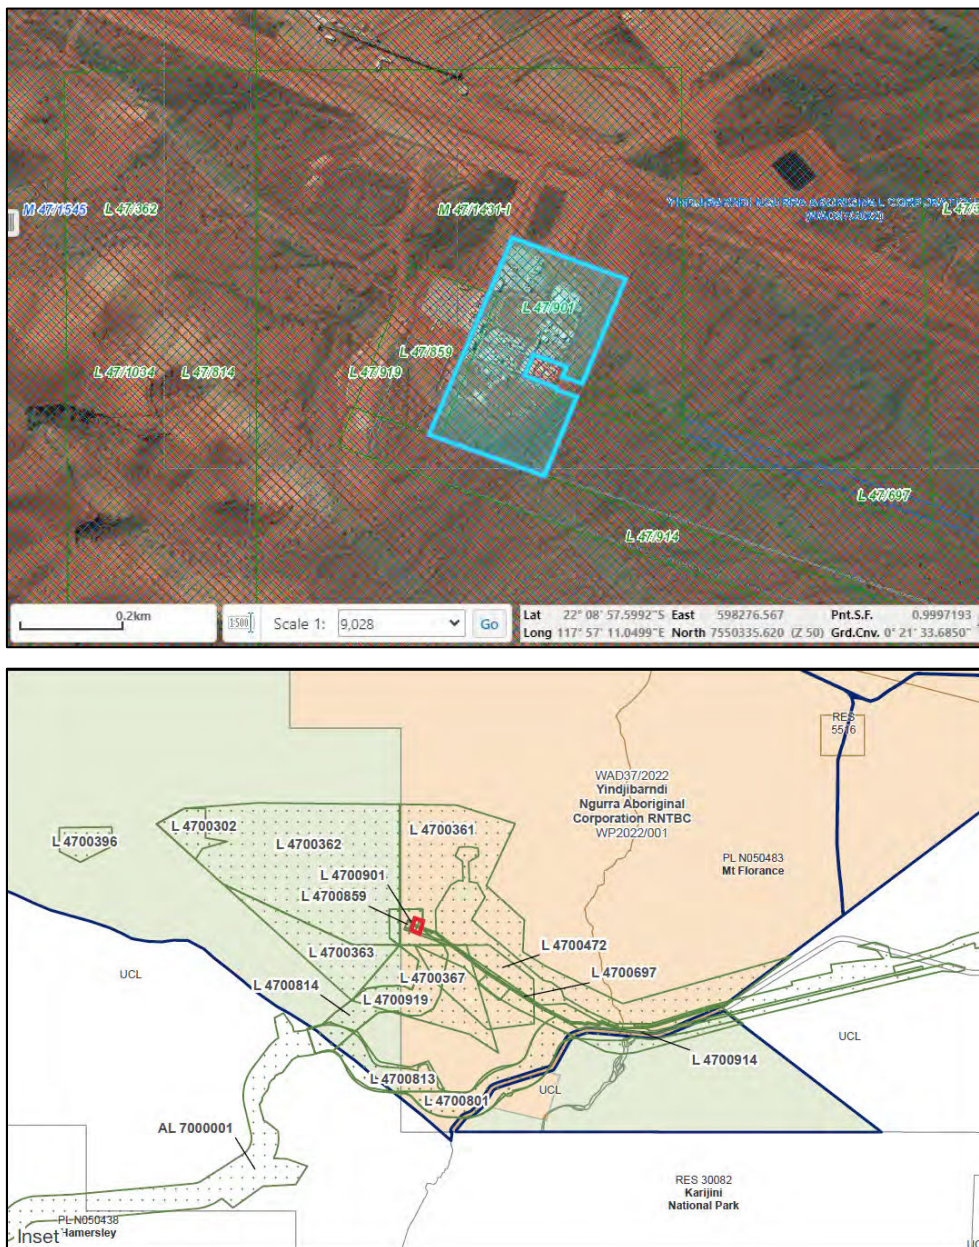 M 47/1545
L 47/362
M 47/1431-I
L 47/901
L 47/859
L 47/1034
L 47/814
L 47/919
L 47/697
L 47/914
0.2km
1:500
Scale 1:
9,028
Go
Lat 22° 08' 57.5992"S East 598276.567 Pnt.S.F. 0.9997193
Long 117° 57' 11.0499"E North 7550335.620 (Z 50) Grd.Cnv. 0° 21' 33.6850"
RES
5516
WAD37/2022
Yindjibarndi
Ngurra Aboriginal
Corporation RNTBC
WP2022/001
L 4700302
L 4700361
L 4700396
L 4700362
PL N050483
Mt Florance
L 4700901
L 4700859
L 4700472
L 4700363
L 4700367
L 4700697
UCL
L 4700814
L 4700919
UCL
L 4700914
L 4700813
UCL
L 4700801
AL 7000001
RES 30082
Karijini
National Park
PL N050438
Hamersley
Inset